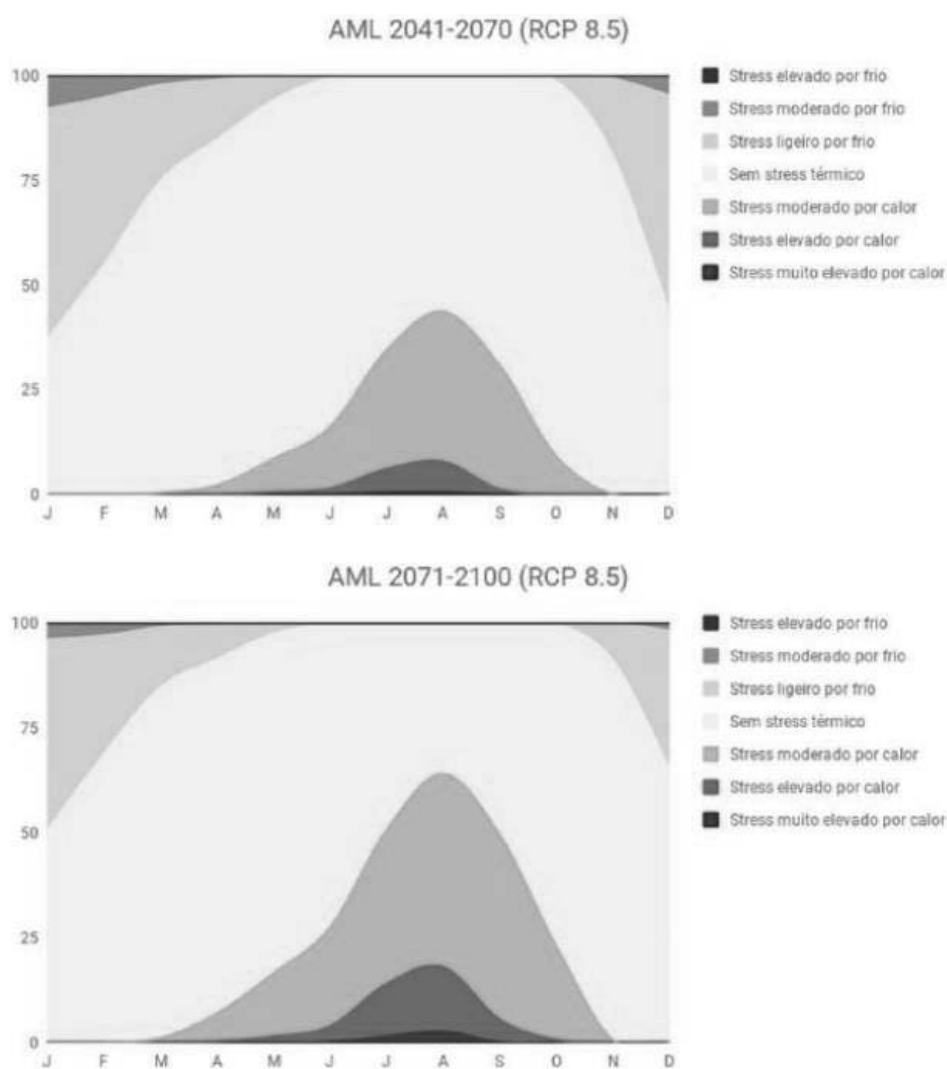 AML 2041-2070 (RCP 8.5)
100
75
50
25
0
J F M A M J J A S O N D
Stress elevado por frio
Stress moderado por frio
Stress ligeiro por frio
Sem stress térmico
Stress moderado por calor
Stress elevado por calor
Stress muito elevado por calor
AML 2071-2100 (RCP 8.5)
100
75
50
25
0
J F M A M J J A S O N D
Stress elevado por frio
Stress moderado por frio
Stress ligeiro por frio
Sem stress térmico
Stress moderado por calor
Stress elevado por calor
Stress muito elevado por calor